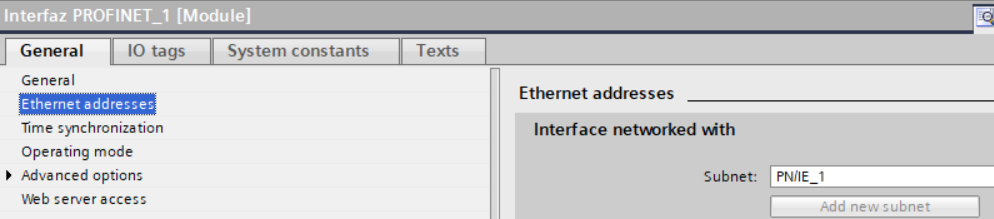 Interfaz PROFINET_1 [Module]
General IO tags System constants Texts
General
Ethernet addresses
Time synchronization
Operating mode
Advanced options
Web server access
Ethernet addresses
Interface networked with
Subnet: PN/IE_1
Add new subnet